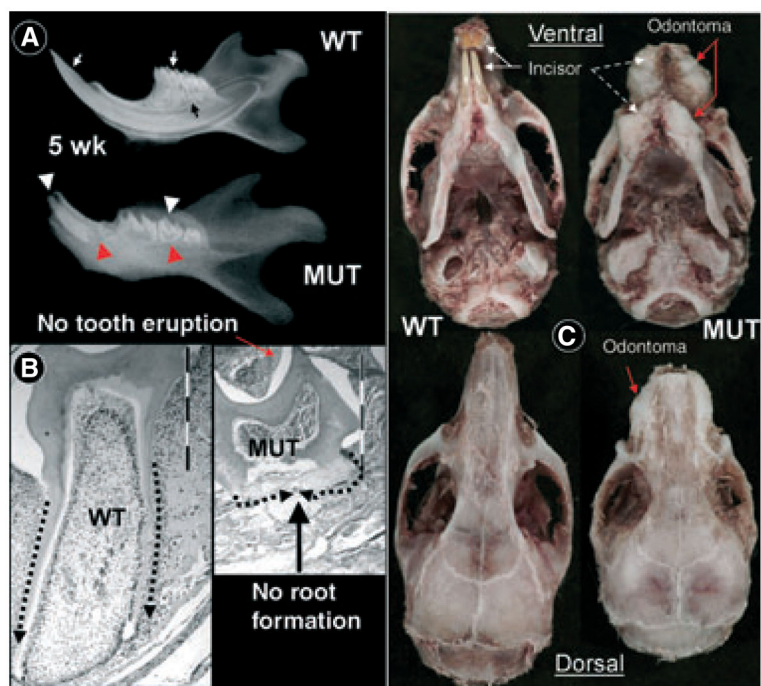 A
WT
5 wk
MUT
No tooth eruption
B
WT
MUT
No root
formation
Ventral
Odontoma
Incisor
WT
C
MUT
Odontoma
Dorsal